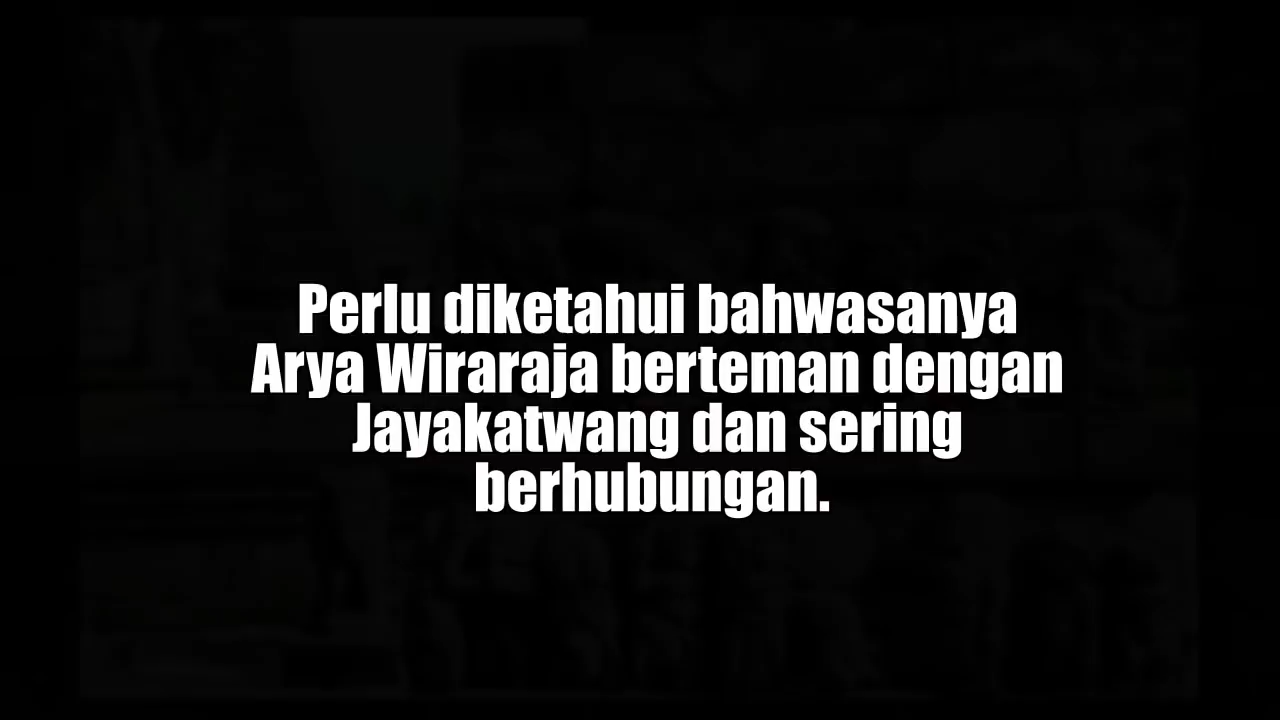 Perlu diketahui bahwasanya
Arya Wiraraja berteman dengan
Jayakatwang dan sering
berhubungan.